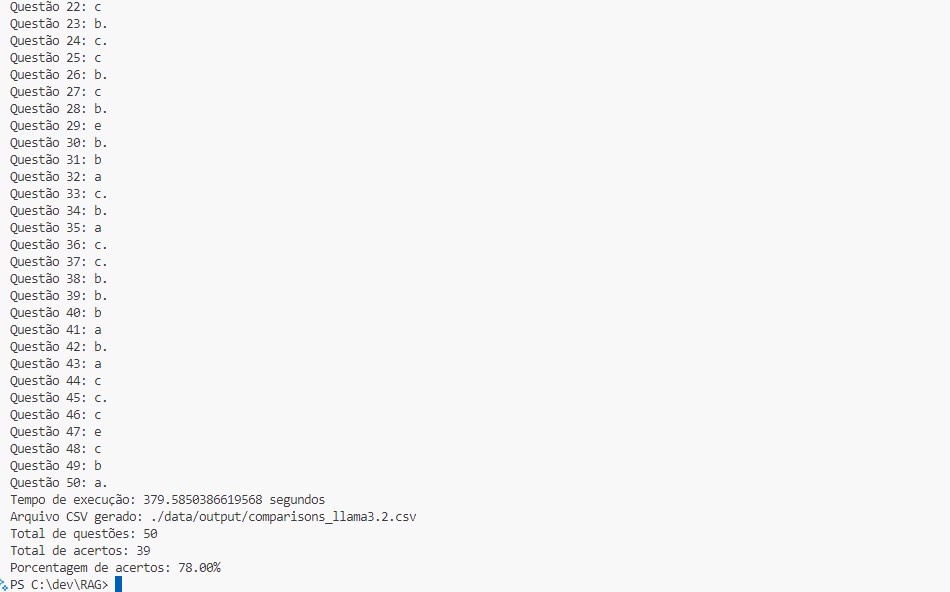 Questão 22: c
Questão 23: b.
Questão 24: c.
Questão 25: c
Questão 26: b.
Questão 27: c
Questão 28: b.
Questão 29: e
Questão 30: b.
Questão 31: b
Questão 32: a
Questão 33: c.
Questão 34: b.
Questão 35: a
Questão 36: c.
Questão 37: c.
Questão 38: b.
Questão 39: b.
Questão 40: b
Questão 41: a
Questão 42: b.
Questão 43: a
Questão 44: c
Questão 45: c.
Questão 46: c
Questão 47: e
Questão 48: c
Questão 49: b
Questão 50: a.
Tempo de execução: 379.5850386619568 segundos
Arquivo CSV gerado: ./data/output/comparisons_llama3.2.csv
Total de questões: 50
Total de acertos: 39
Porcentagem de acertos: 78.00%
PS C:\dev\RAG>